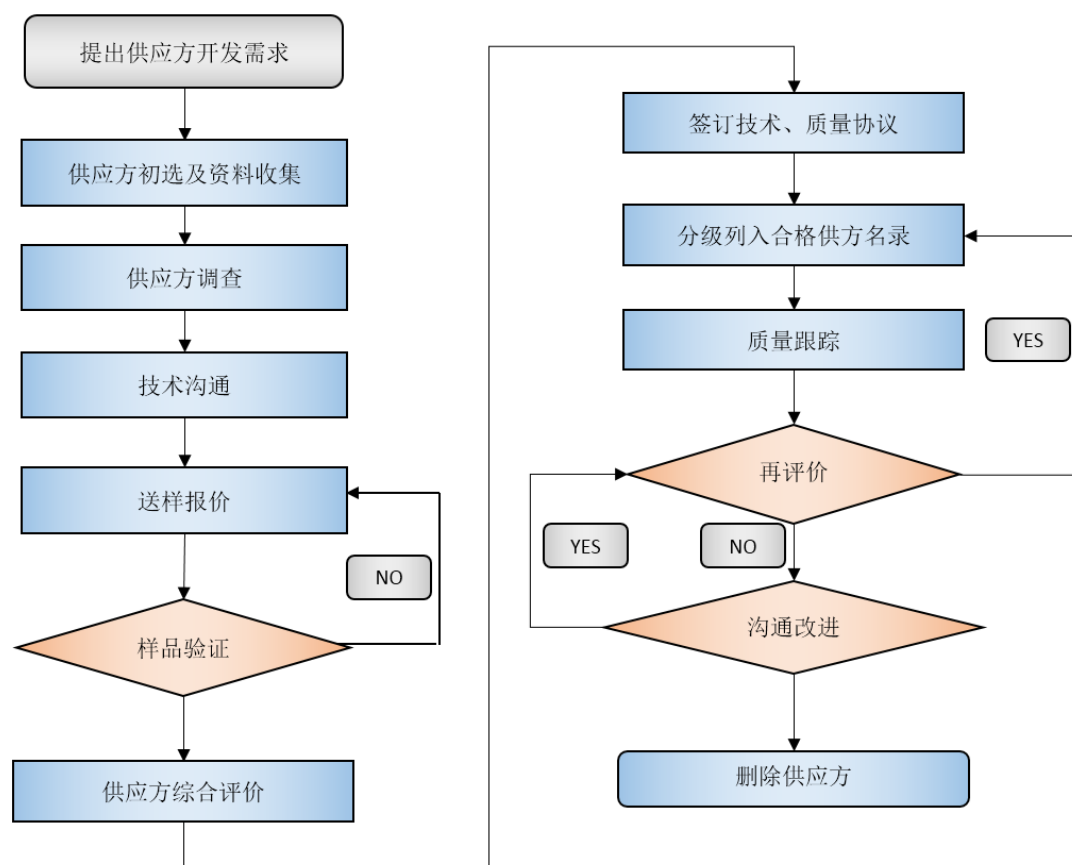 提出供应方开发需求
供应方初选及资料收集
供应方调查
技术沟通
送样报价
NO
样品验证
供应方综合评价
签订技术、质量协议
分级列入合格供方名录
质量跟踪
YES
再评价
YES
NO
沟通改进
删除供应方